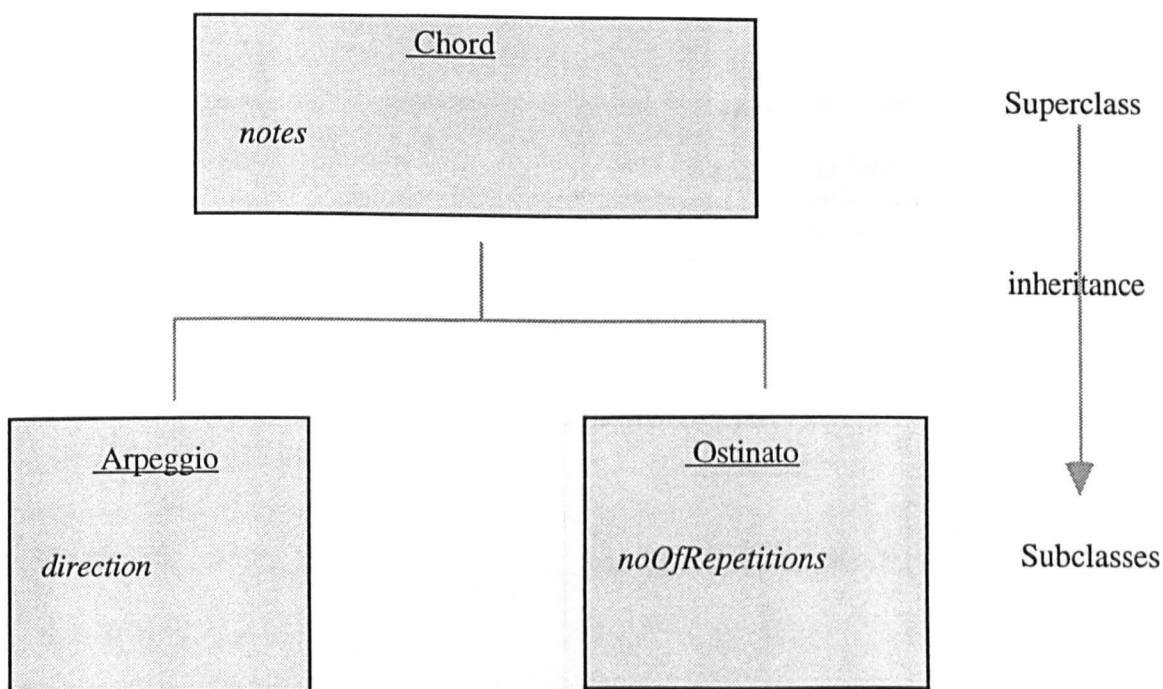 Chord
notes
Superclass
inheritance
Arpeggio
direction
Ostinato
noOfRepetitions
Subclasses